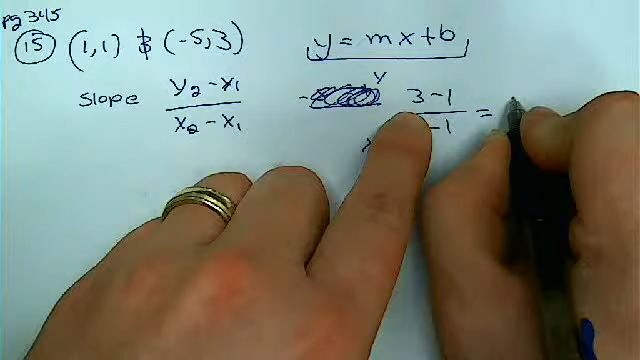 pg 345
15 (1,1) & (-5,3) y = mx+b
slope y2 - x1 / x2 - x1 y 3-1 / -1 =
x